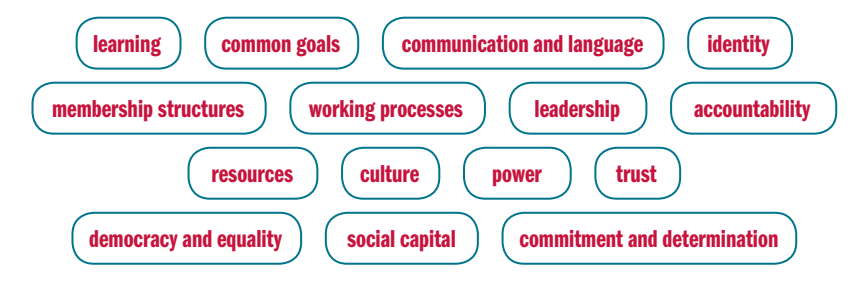 learning common goals communication and language identity
membership structures working processes leadership accountability
resources culture power trust
democracy and equality social capital commitment and determination